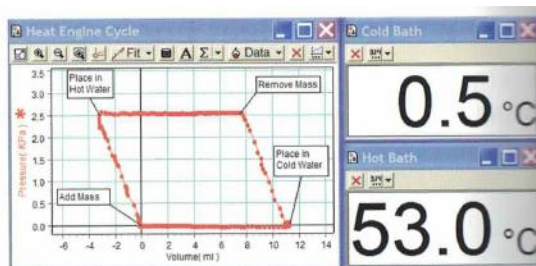 Heat Engine Cycle
Fit
A
Σ
Data
3.5
3.0
2.5
2.0
1.5
1.0
0.5
0.0
Pressure( KPa)
*
Place in
Hot Water
Remove Mass
Add Mass
Place in
Cold Water
-6 -4 -2 0 2 4 6 8 10 12 14
Volume( ml )
Cold Bath
0.5 °C
Hot Bath
53.0 °C